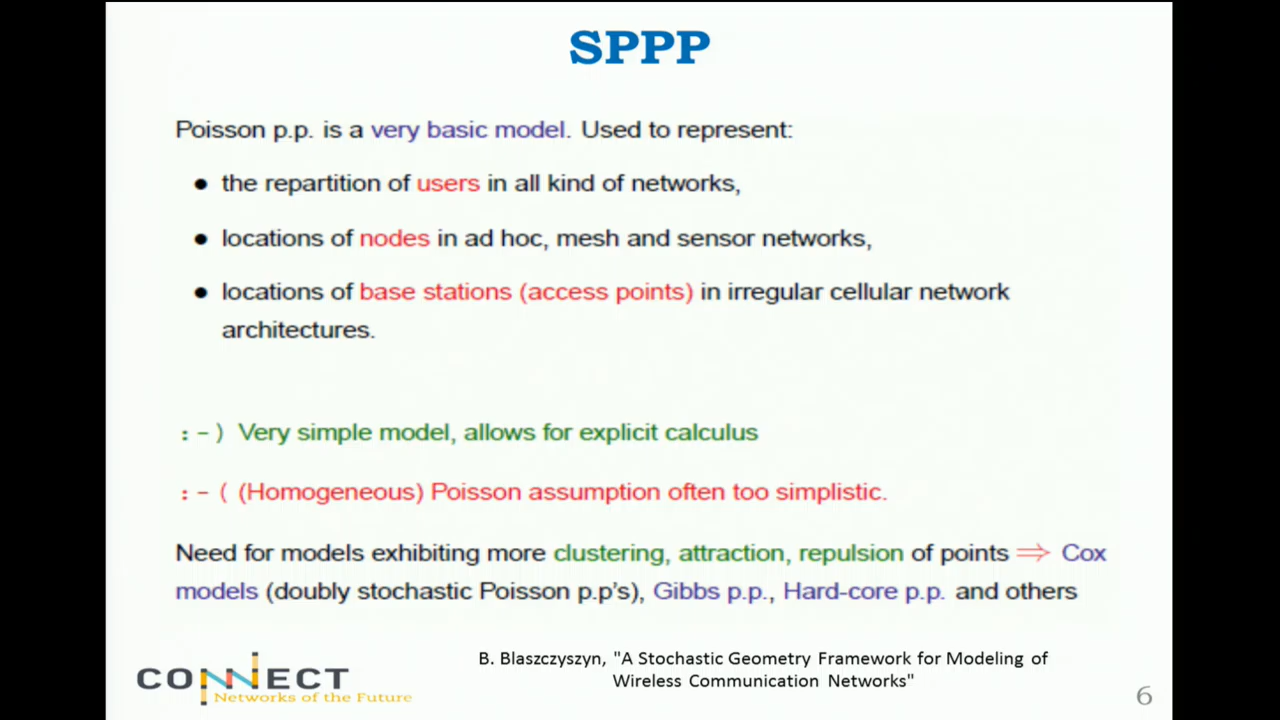 SPPP
Poisson p.p. is a very basic model. Used to represent:
● the repartition of users in all kind of networks,
● locations of nodes in ad hoc, mesh and sensor networks,
● locations of base stations (access points) in irregular cellular network
architectures.
:-) Very simple model, allows for explicit calculus
:-( (Homogeneous) Poisson assumption often too simplistic.
Need for models exhibiting more clustering, attraction, repulsion of points ⇒ Cox
models (doubly stochastic Poisson p.p's), Gibbs p.p., Hard-core p.p. and others
B. Blaszczyszyn, "A Stochastic Geometry Framework for Modeling of
Wireless Communication Networks"
CONNECT
Networks of the Future
6